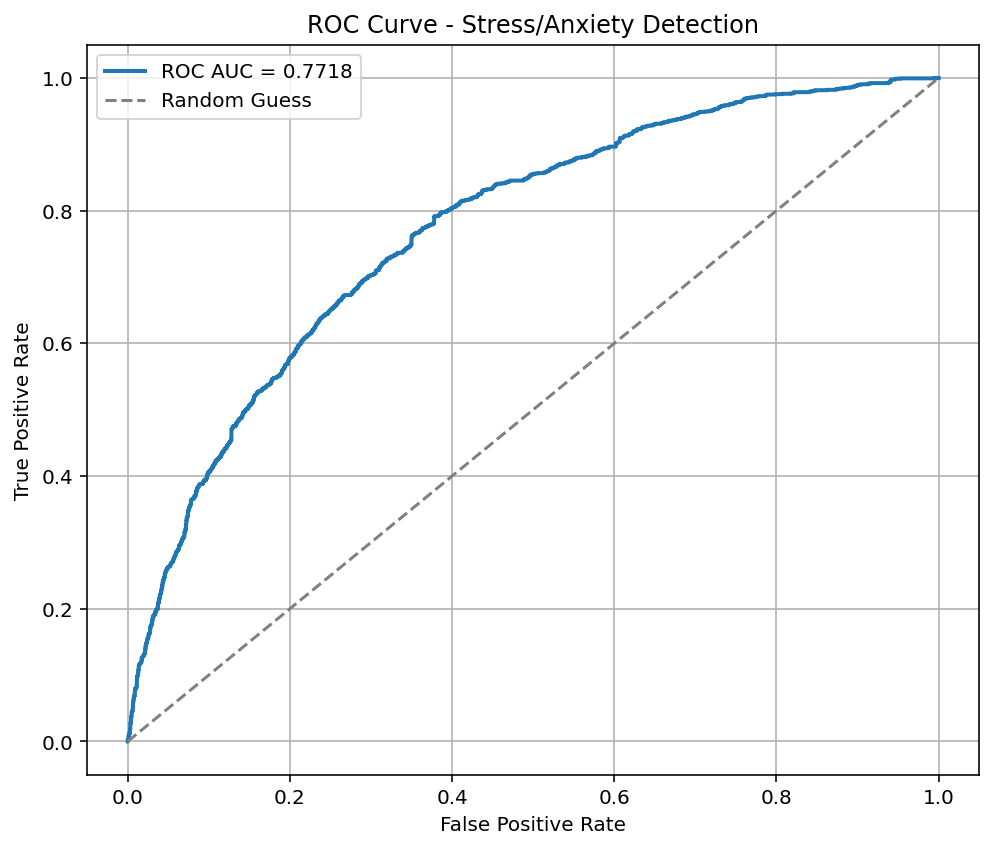 ROC Curve - Stress/Anxiety Detection
ROC AUC = 0.7718
Random Guess
1.0
0.8
0.6
0.4
0.2
0.0
True Positive Rate
0.0 0.2 0.4 0.6 0.8 1.0
False Positive Rate